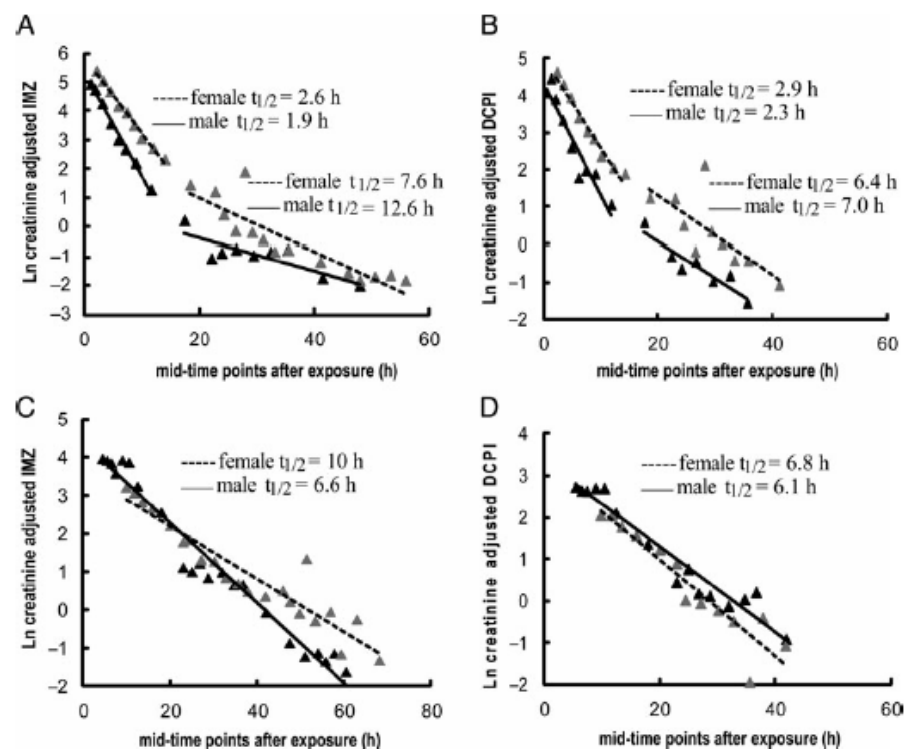 A
Ln creatinine adjusted IMZ
6
5
4
3
2
1
0
−1
−2
−3
0 20 40 60
female t1/2 = 2.6 h
male t1/2 = 1.9 h
female t1/2 = 7.6 h
male t1/2 = 12.6 h
mid-time points after exposure (h)
B
Ln creatinine adjusted DCPI
5
4
3
2
1
0
−1
−2
0 20 40 60
female t1/2 = 2.9 h
male t1/2 = 2.3 h
female t1/2 = 6.4 h
male t1/2 = 7.0 h
mid-time points after exposure (h)
C
Ln creatinine adjusted IMZ
5
4
3
2
1
0
−1
−2
0 20 40 60 80
female t1/2 = 10 h
male t1/2 = 6.6 h
mid-time points after exposure (h)
D
Ln creatinine adjusted DCPI
4
3
2
1
0
−1
−2
0 20 40 60
female t1/2 = 6.8 h
male t1/2 = 6.1 h
mid-time points after exposure (h)